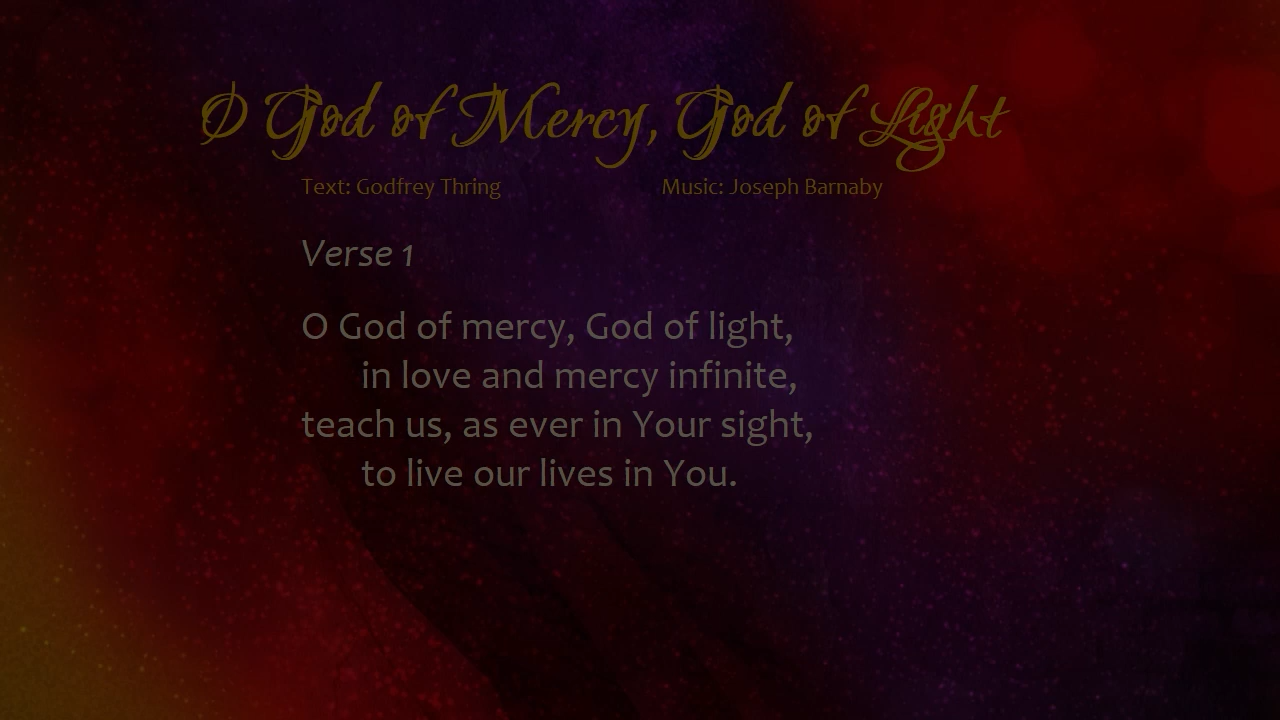 O God of Mercy, God of Light
Text: Godfrey Thring Music: Joseph Barnaby
Verse 1
O God of mercy, God of light,
in love and mercy infinite,
teach us, as ever in Your sight,
to live our lives in You.